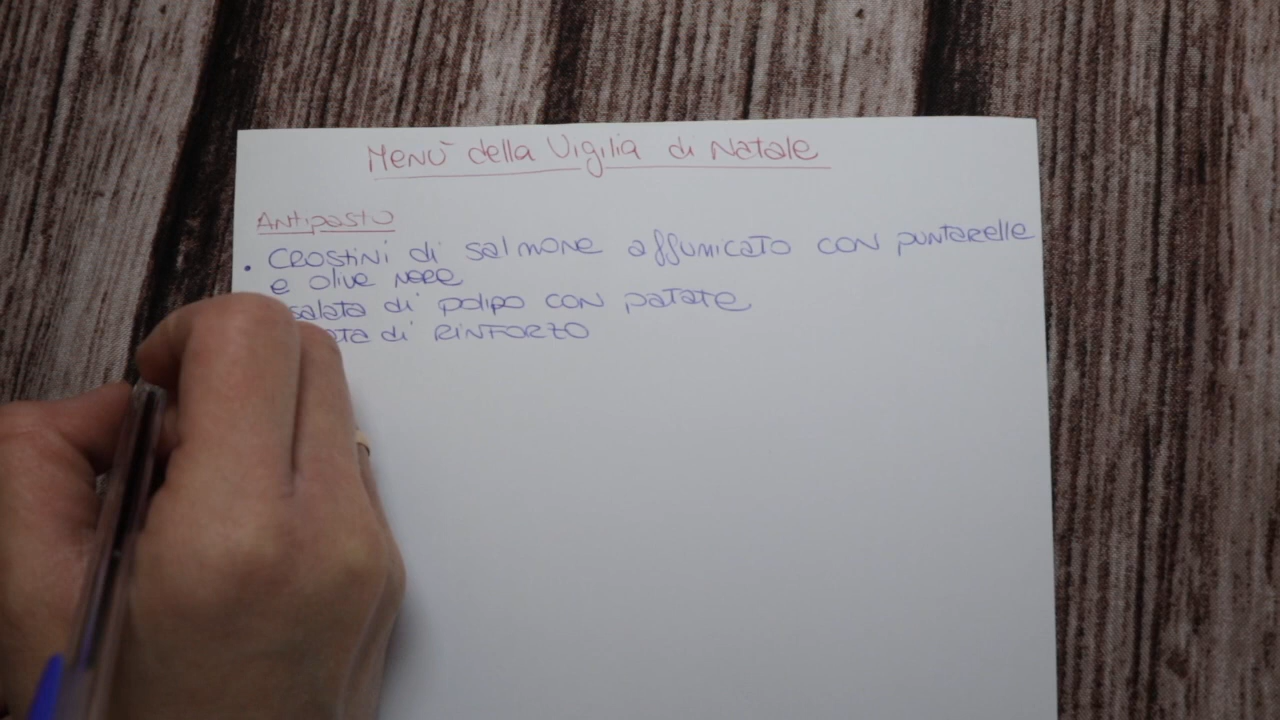 Menù della Vigilia di Natale
Antipasto
• Crostini di salmone affumicato con puntarelle
e olive nere
salata di polipo con patate
di RINFORZO